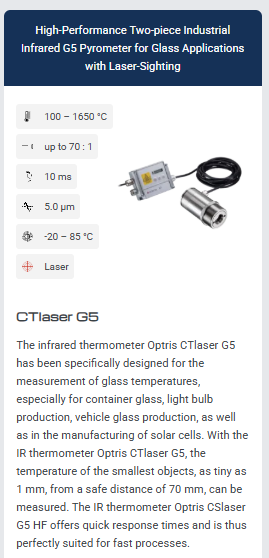 High-Performance Two-piece Industrial
Infrared G5 Pyrometer for Glass Applications
with Laser-Sighting
100 – 1650 °C
up to 70 : 1
10 ms
5.0 µm
-20 – 85 °C
Laser
CTlaser G5
The infrared thermometer Optris CTlaser G5
has been specifically designed for the
measurement of glass temperatures,
especially for container glass, light bulb
production, vehicle glass production, as well
as in the manufacturing of solar cells. With the
IR thermometer Optris CTlaser G5, the
temperature of the smallest objects, as tiny as
1 mm, from a safe distance of 70 mm, can be
measured. The IR thermometer Optris CSlaser
G5 HF offers quick response times and is thus
perfectly suited for fast processes.